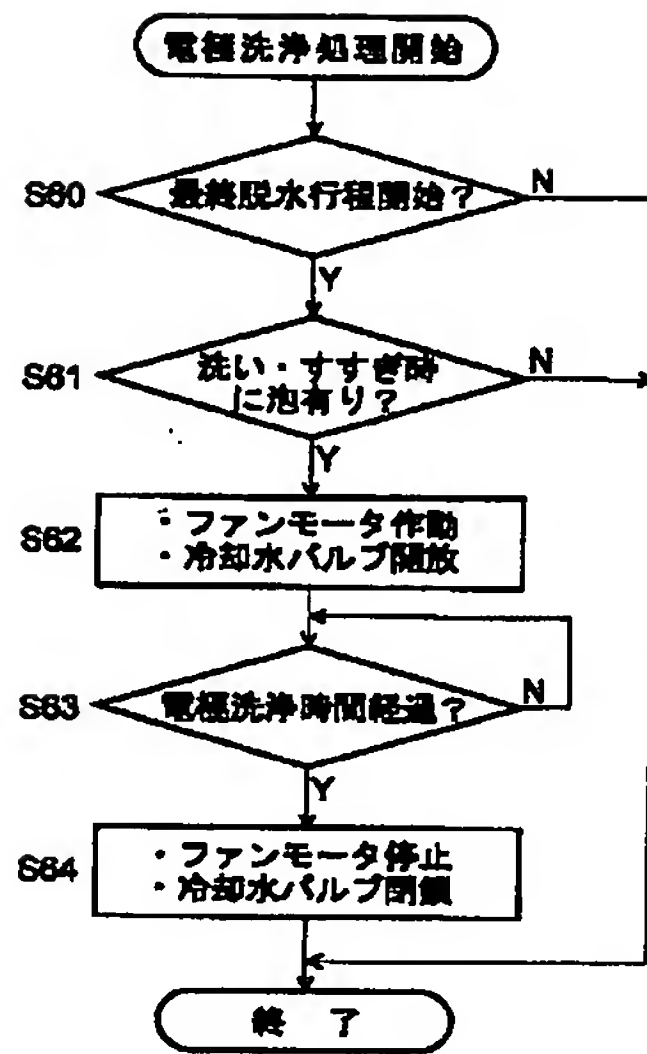 電極洗浄処理開始
S60
最終脱水行程開始?
N
Y
S61
洗い・すすぎ時
に泡有り?
N
Y
S62
・ファンモータ作動
・冷却水バルブ開放
S63
電極洗浄時間経過?
N
Y
S64
・ファンモータ停止
・冷却水バルブ閉鎖
終 了